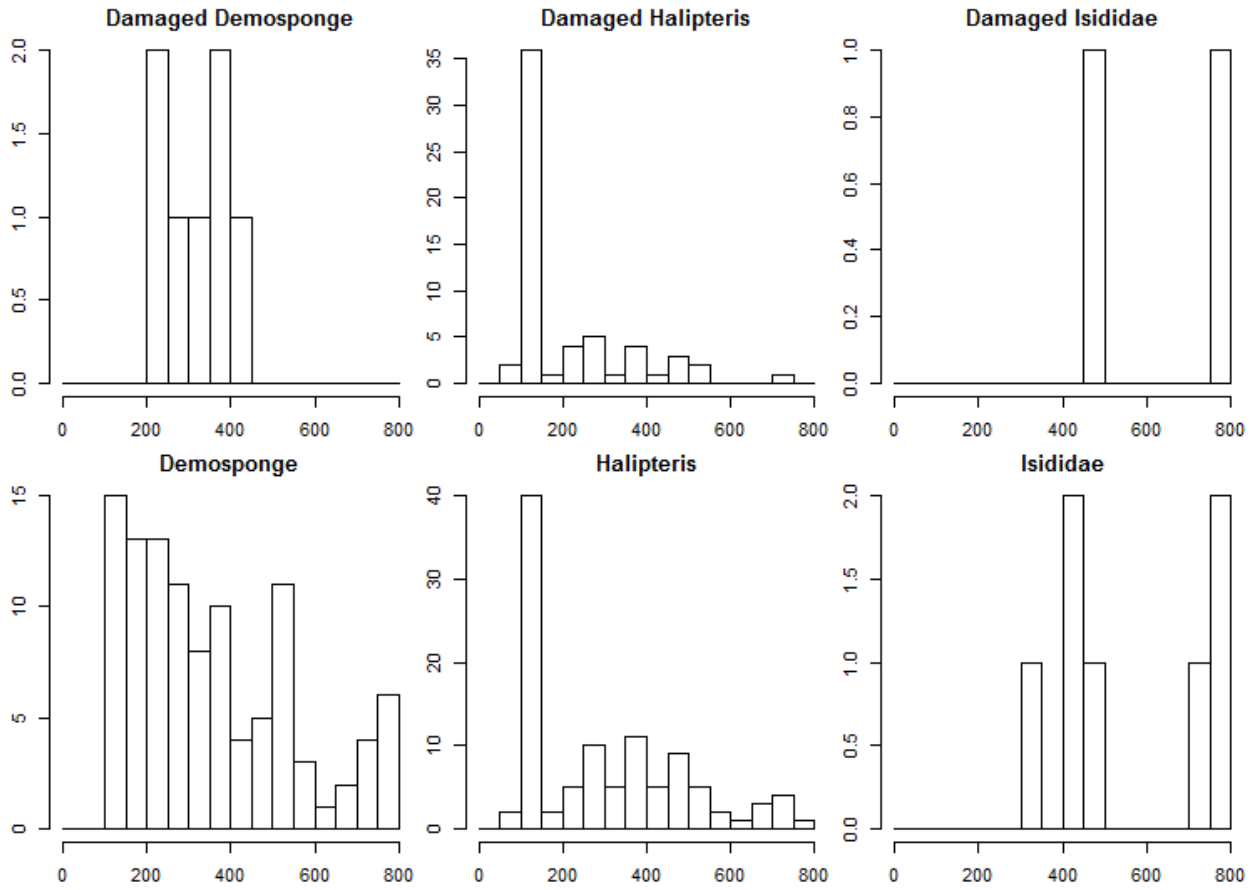 Damaged Demosponge
0.0 0.5 1.0 1.5 2.0
0 200 400 600 800
Damaged Halipteris
0 5 10 15 20 25 30 35
0 200 400 600 800
Damaged Isididae
0.0 0.2 0.4 0.6 0.8 1.0
0 200 400 600 800
Demosponge
0 5 10 15
0 200 400 600 800
Halipteris
0 10 20 30 40
0 200 400 600 800
Isididae
0.0 0.5 1.0 1.5 2.0
0 200 400 600 800